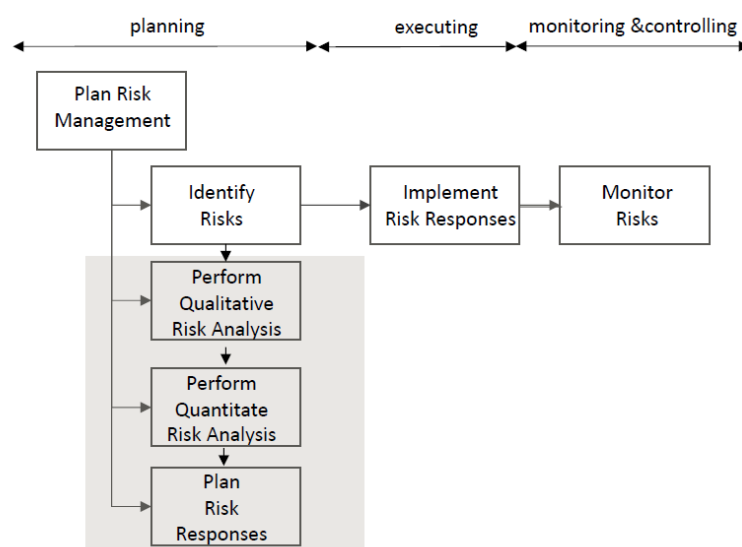 planning
executing
monitoring &controlling
Plan Risk
Management
Identify
Risks
Implement
Risk Responses
Monitor
Risks
Perform
Qualitative
Risk Analysis
Perform
Quantitate
Risk Analysis
Plan
Risk
Responses